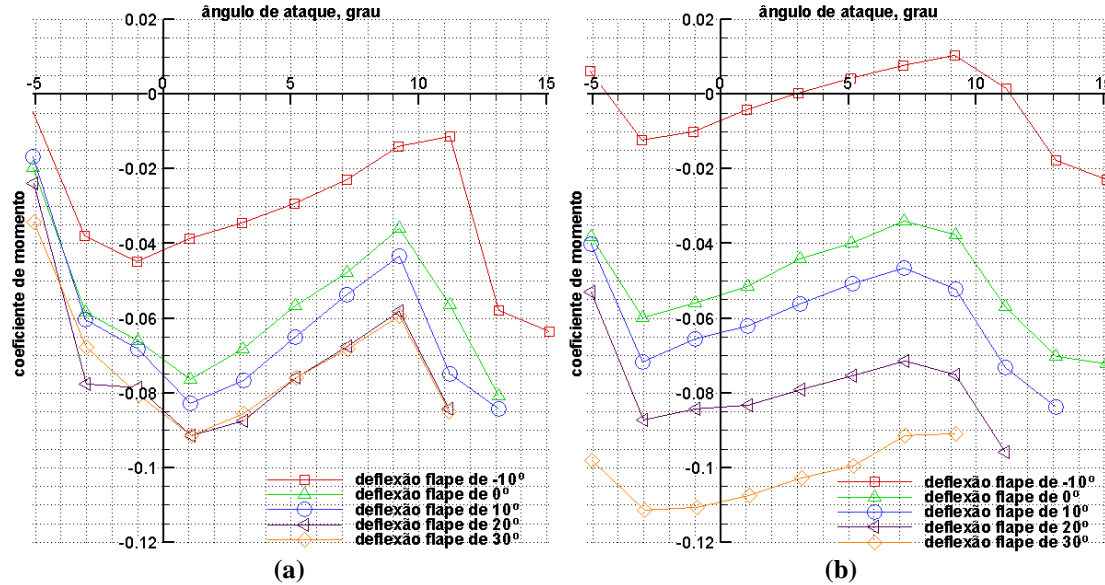 ângulo de ataque, grau
0.02
-5
0
5
10
15
0
-0.02
-0.04
-0.06
-0.08
-0.1
-0.12
coeficiente de momento
deflexão flape de -10º
deflexão flape de 0º
deflexão flape de 10º
deflexão flape de 20º
deflexão flape de 30º
(a)
ângulo de ataque, grau
0.02
-5
0
5
10
15
0
-0.02
-0.04
-0.06
-0.08
-0.1
-0.12
coeficiente de momento
deflexão flape de -10º
deflexão flape de 0º
deflexão flape de 10º
deflexão flape de 20º
deflexão flape de 30º
(b)